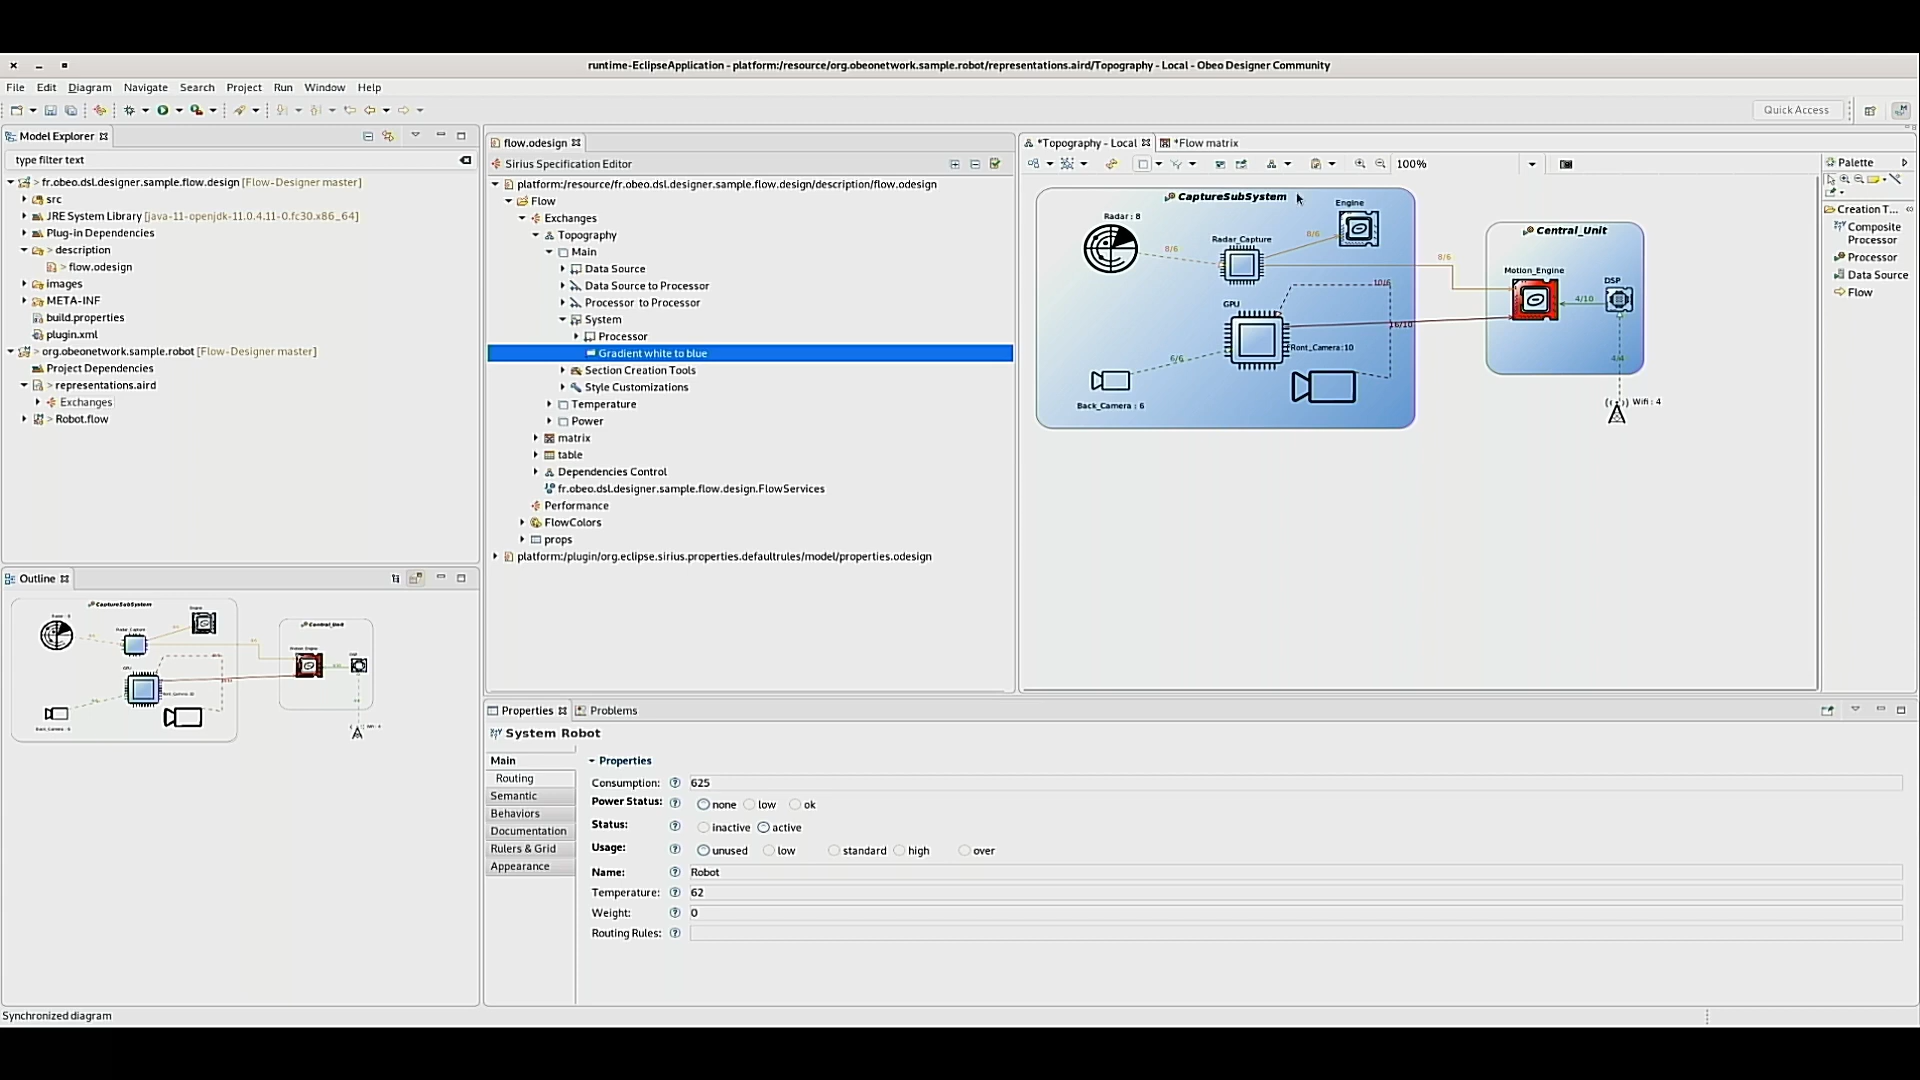 runtime-EclipseApplication - platform:/resource/org.obeonetwork.sample.robot/representations.aird/Topography - Local - Obeo Designer Community
File Edit Diagram Navigate Search Project Run Window Help
Quick Access
Model Explorer
type filter text
> fr.obeo.dsl.designer.sample.flow.design [Flow-Designer master]
src
JRE System Library [java-11-openjdk-11.0.4.11-0.fc30.x86_64]
Plug-in Dependencies
> description
> flow.odesign
> images
> META-INF
build.properties
> plugin.xml
> org.obeonetwork.sample.robot [Flow-Designer master]
Project Dependencies
> representations.aird
Exchanges
> Robot.flow
Outline
CaptureSubSystem
Central_Unit
flow.odesign
Sirius Specification Editor
platform:/resource/fr.obeo.dsl.designer.sample.flow.design/description/flow.odesign
Flow
Exchanges
Topography
Main
Data Source
Data Source to Processor
Processor to Processor
System
Processor
Gradient white to blue
Section Creation Tools
Style Customizations
Temperature
Power
matrix
table
Dependencies Control
fr.obeo.dsl.designer.sample.flow.design.FlowServices
Performance
FlowColors
props
platform:/plugin/org.eclipse.sirius.properties.defaultrules/model/properties.odesign
*Topography - Local
*Flow matrix
100%
CaptureSubSystem
Radar : 8
Engine
8/6
8/6
Radar_Capture
8/6
GPU
10/6
16/10
Front_Camera:10
6/6
Back_Camera : 6
Central_Unit
Motion_Engine
DSP
4/10
4/4
Wifi : 4
Palette
Creation T...
Composite
Processor
Processor
Data Source
Flow
Properties
Problems
System Robot
Main
Routing
Semantic
Behaviors
Documentation
Rulers & Grid
Appearance
Properties
Consumption: 625
Power Status: none low ok
Status: inactive active
Usage: unused low standard high over
Name: Robot
Temperature: 62
Weight: 0
Routing Rules:
Synchronized diagram